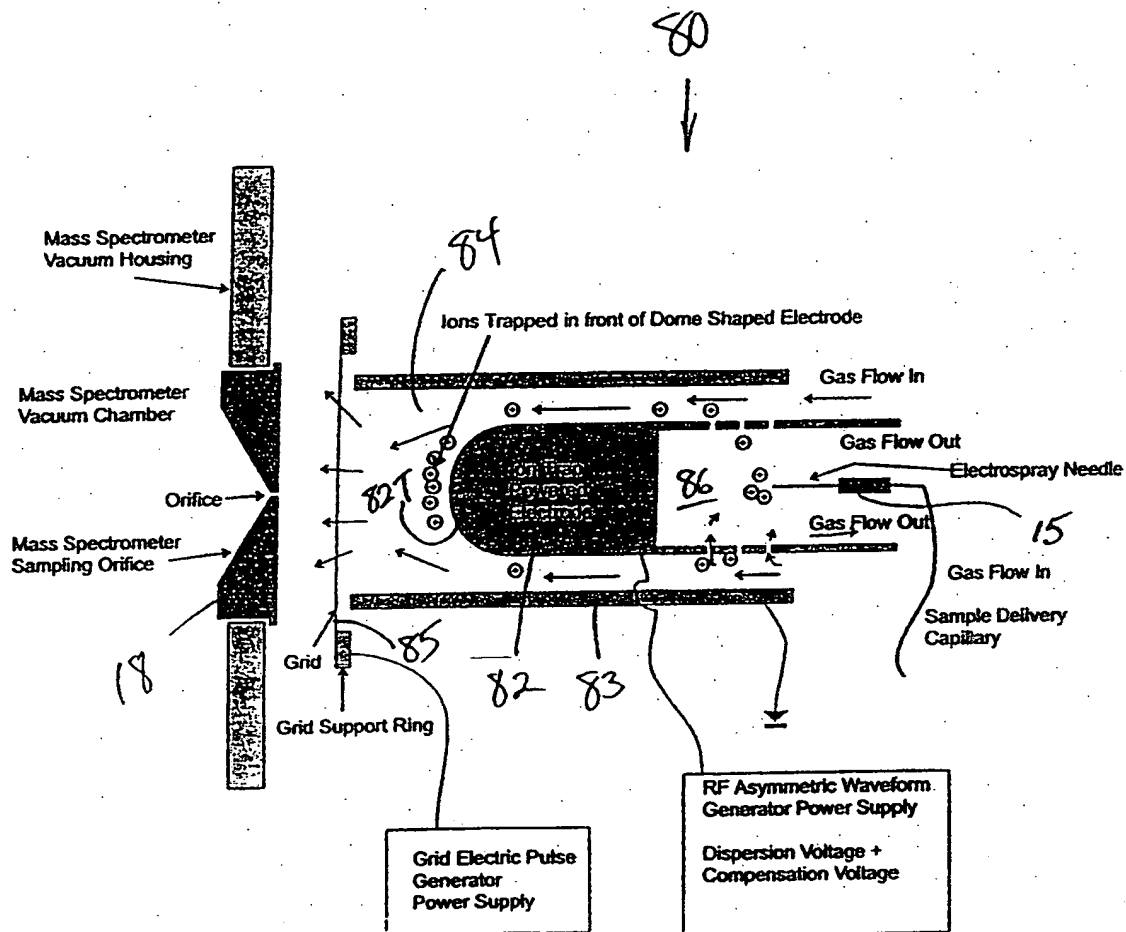 80
Mass Spectrometer
Vacuum Housing
84
Ions Trapped in front of Dome Shaped Electrode
Mass Spectrometer
Vacuum Chamber
Gas Flow In
Gas Flow Out
Electrospray Needle
Ion Trap
Powered
Electrode
86
82T
Orifice
Gas Flow Out
15
Mass Spectrometer
Sampling Orifice
Gas Flow In
Sample Delivery
Capillary
18
Grid
85
82
83
Grid Support Ring
RF Asymmetric Waveform
Generator Power Supply
Dispersion Voltage +
Compensation Voltage
Grid Electric Pulse
Generator
Power Supply